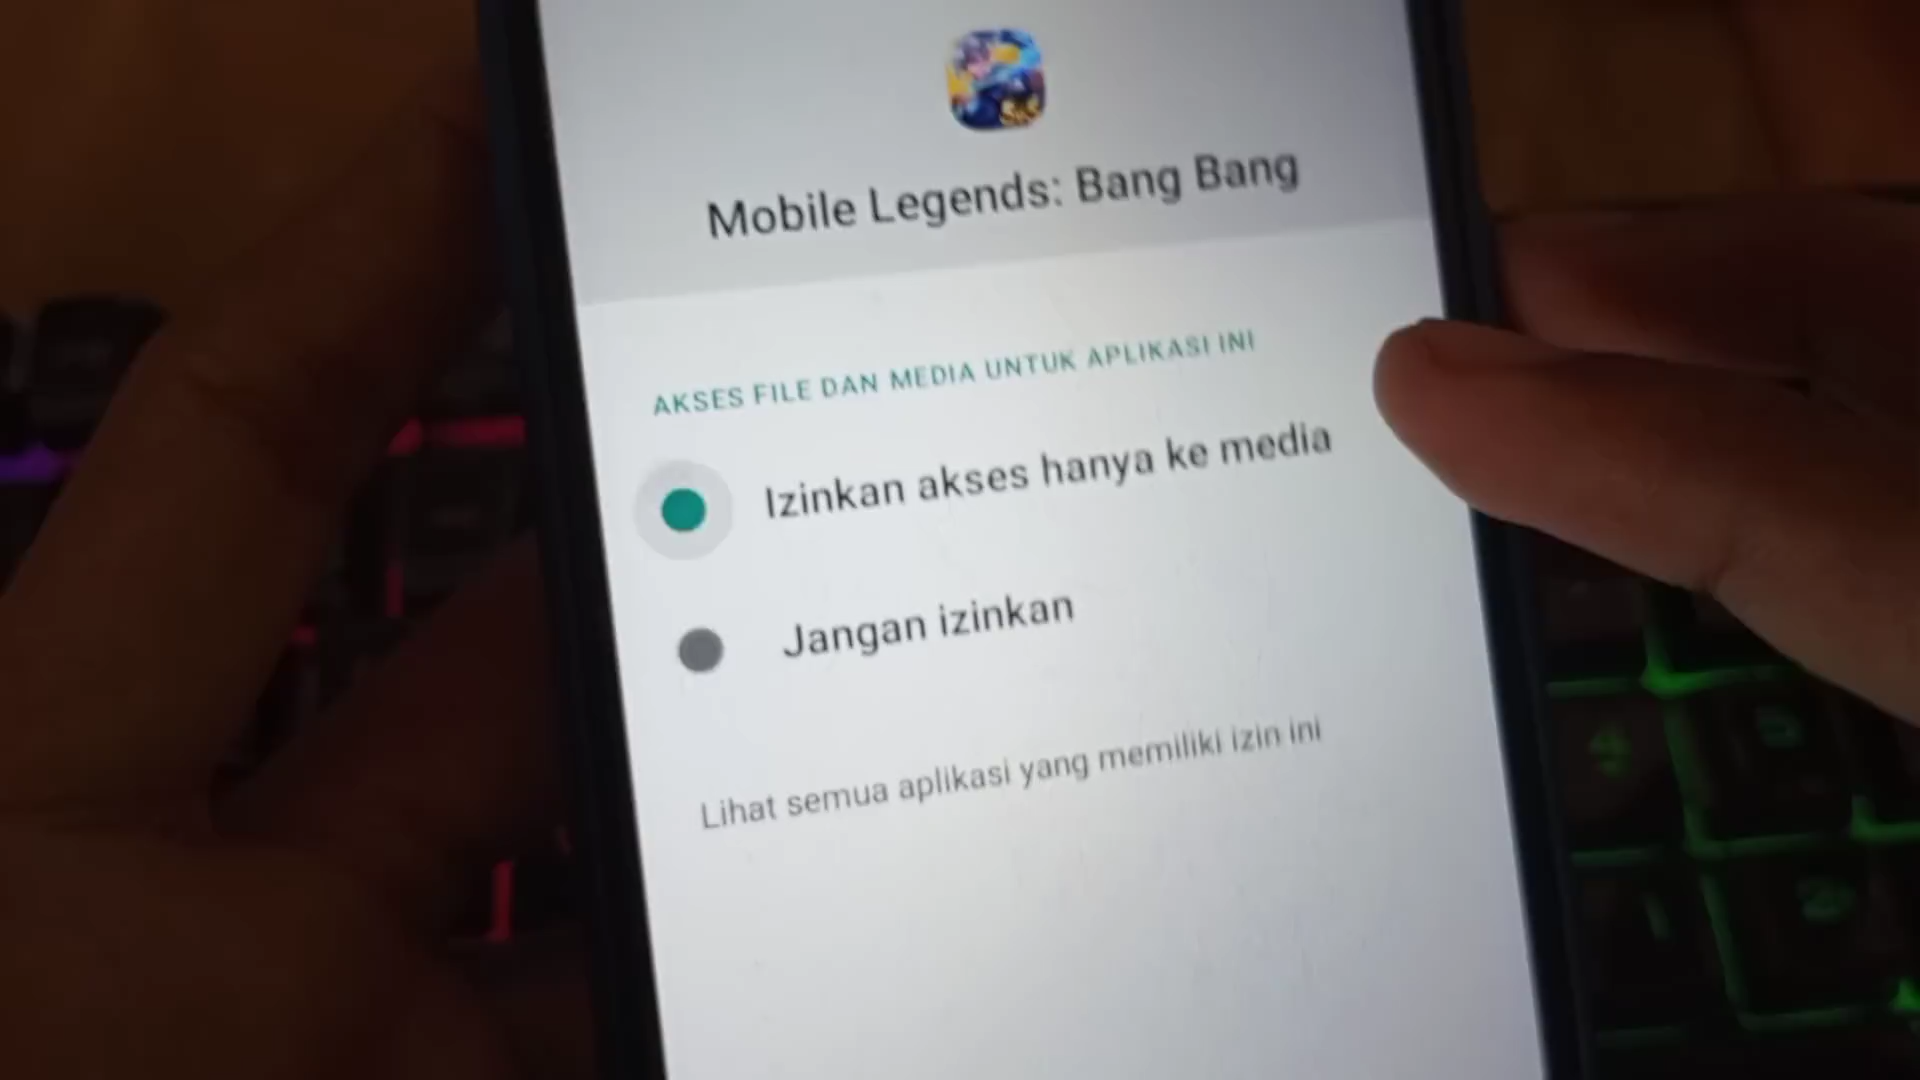 Mobile Legends: Bang Bang
AKSES FILE DAN MEDIA UNTUK APLIKASI INI
Izinkan akses hanya ke media
Jangan izinkan
Lihat semua aplikasi yang memiliki izin ini